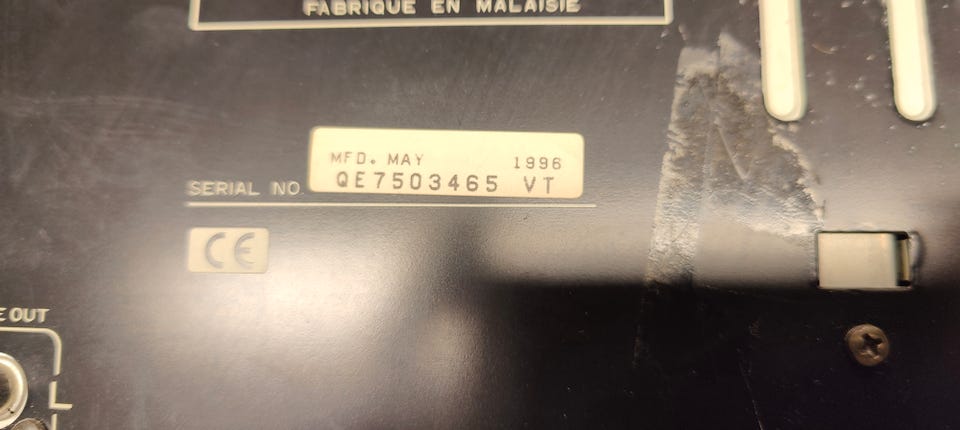 FABRIQUE EN MALAISIE
MFD. MAY 1996
SERIAL NO. QE7503465 VT
CE
E OUT
L